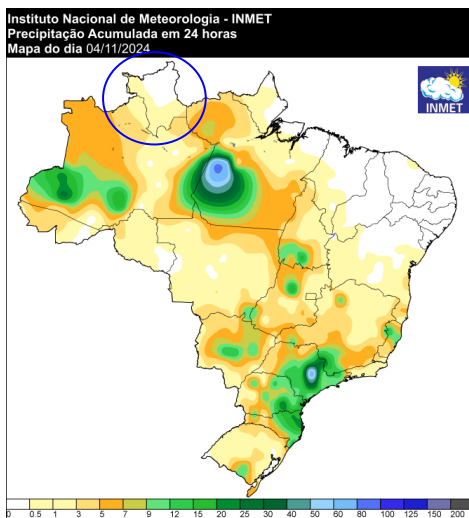 Instituto Nacional de Meteorologia - INMET
Precipitação Acumulada em 24 horas
Mapa do dia 04/11/2024
INMET
0 0.5 1 3 5 7 9 12 15 20 25 30 40 50 60 80 100 125 150 200